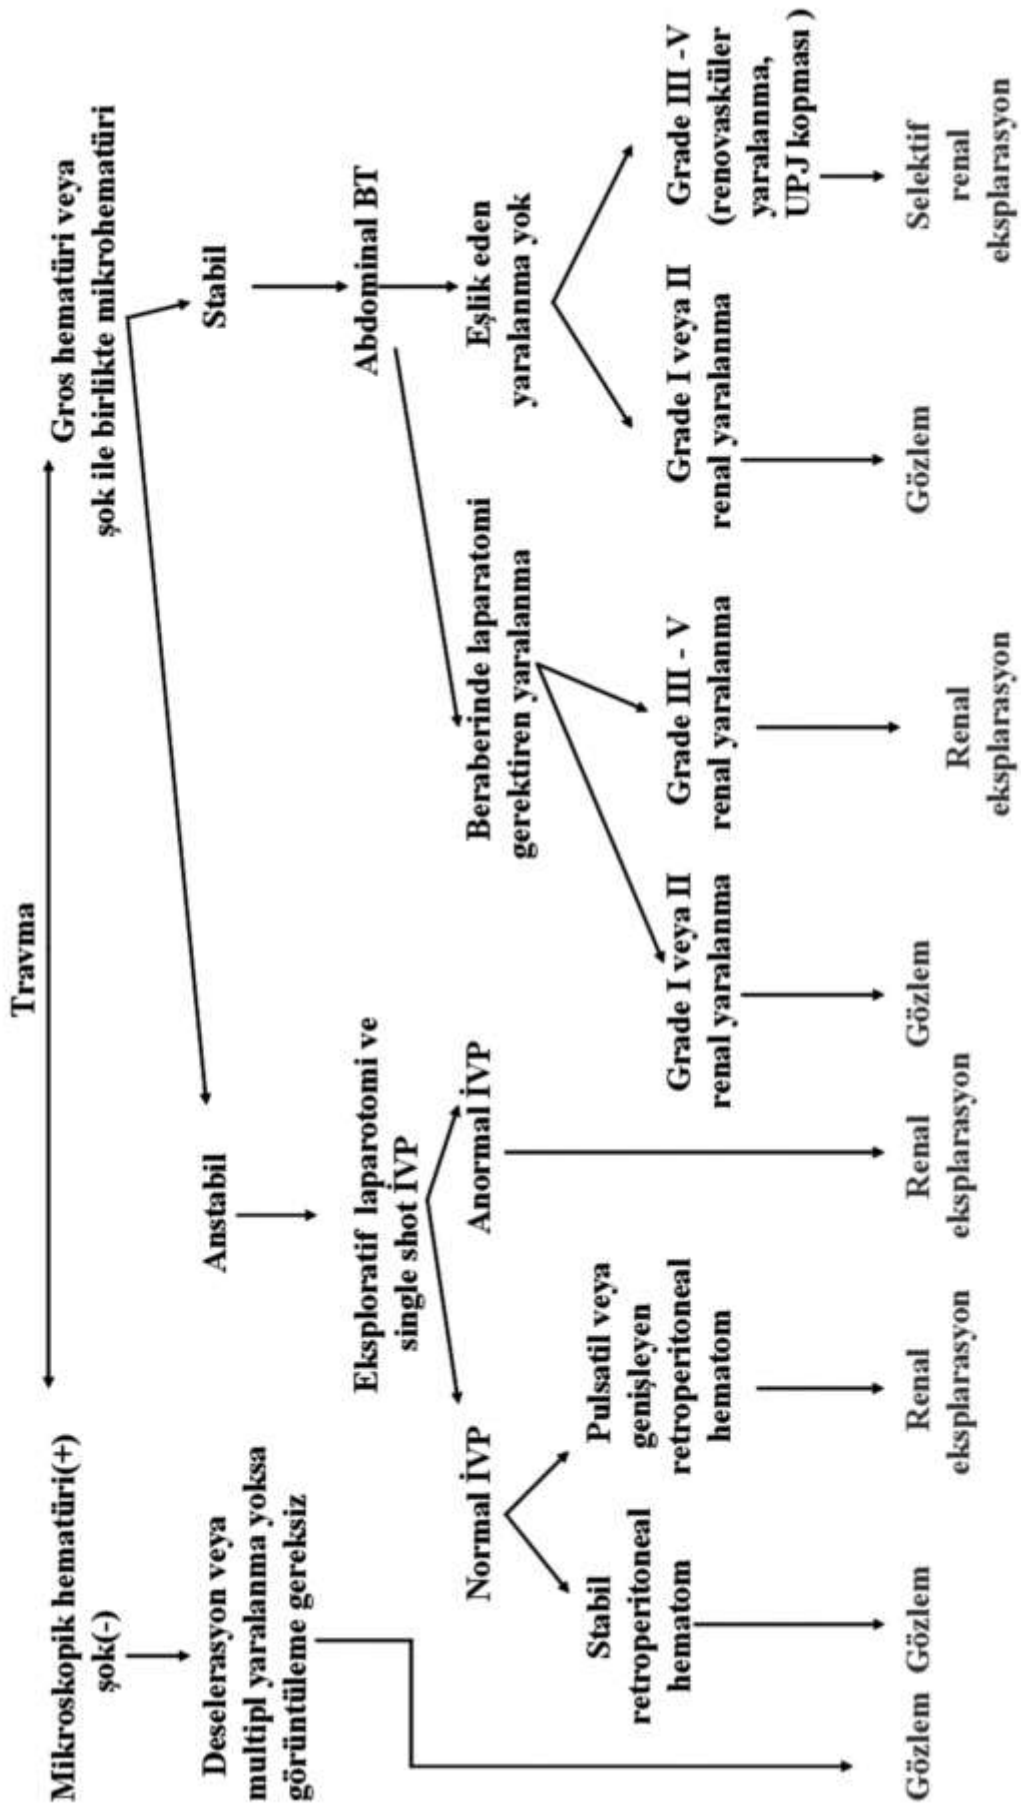 Travma
Mikroskopik hematüri(+)
şok(-)
Gros hematüri veya
şok ile birlikte mikrohematüri
Deselerasyon veya
multipl yaralanma yoksa
görüntüleme gereksiz
Anstabil
Stabil
Eksploratif laparotomi ve
single shot İVP
Abdominal BT
Normal İVP
Anormal İVP
Beraberinde laparatomi
gerektiren yaralanma
Eşlik eden
yaralanma yok
Stabil
retroperitoneal
hematom
Pulsatil veya
genişleyen
retroperitoneal
hematom
Grade I veya II
renal yaralanma
Grade III - V
renal yaralanma
Grade I veya II
renal yaralanma
Grade III -V
(renovasküler
yaralanma,
UPJ kopması )
Gözlem
Gözlem
Renal
eksplarasyon
Renal
eksplarasyon
Gözlem
Renal
eksplarasyon
Gözlem
Selektif
renal
eksplarasyon